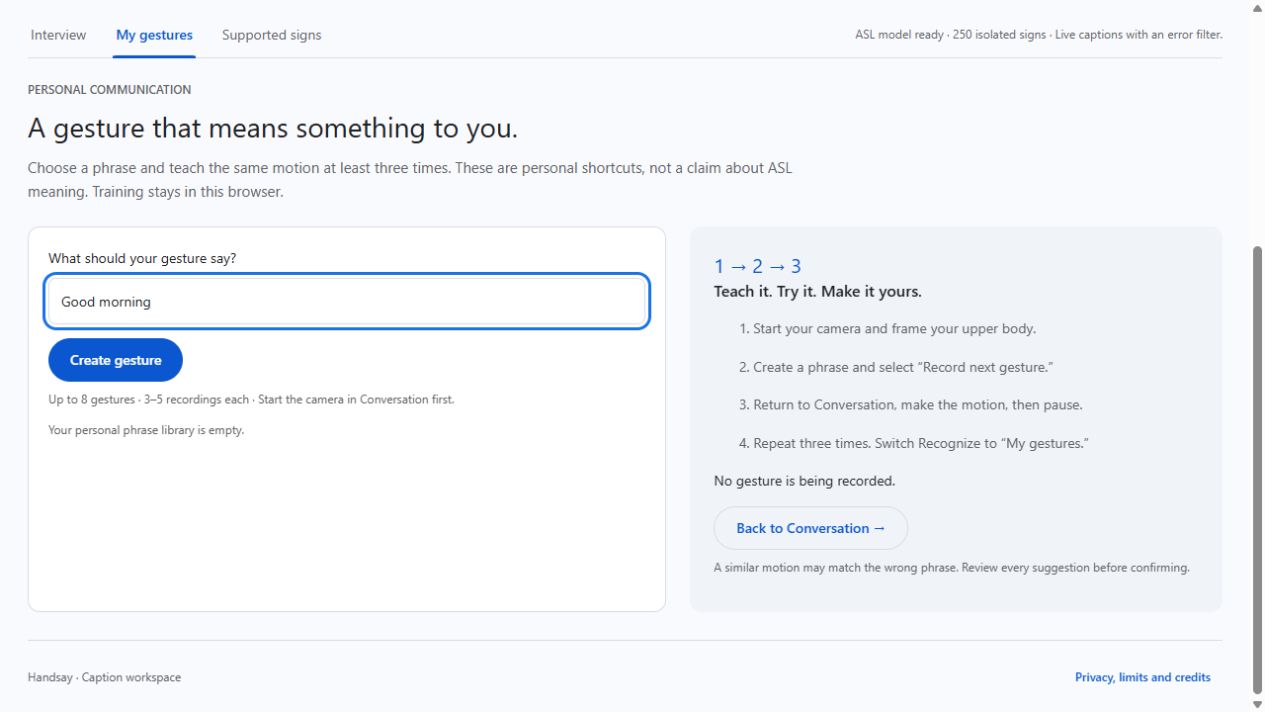 Interview
My gestures
Supported signs
ASL model ready · 250 isolated signs · Live captions with an error filter.
PERSONAL COMMUNICATION
A gesture that means something to you.
Choose a phrase and teach the same motion at least three times. These are personal shortcuts, not a claim about ASL
meaning. Training stays in this browser.
What should your gesture say?
Good morning
Create gesture
Up to 8 gestures · 3–5 recordings each · Start the camera in Conversation first.
Your personal phrase library is empty.
1 → 2 → 3
Teach it. Try it. Make it yours.
1. Start your camera and frame your upper body.
2. Create a phrase and select “Record next gesture.”
3. Return to Conversation, make the motion, then pause.
4. Repeat three times. Switch Recognize to “My gestures.”
No gesture is being recorded.
Back to Conversation →
A similar motion may match the wrong phrase. Review every suggestion before confirming.
Handsay · Caption workspace
Privacy, limits and credits